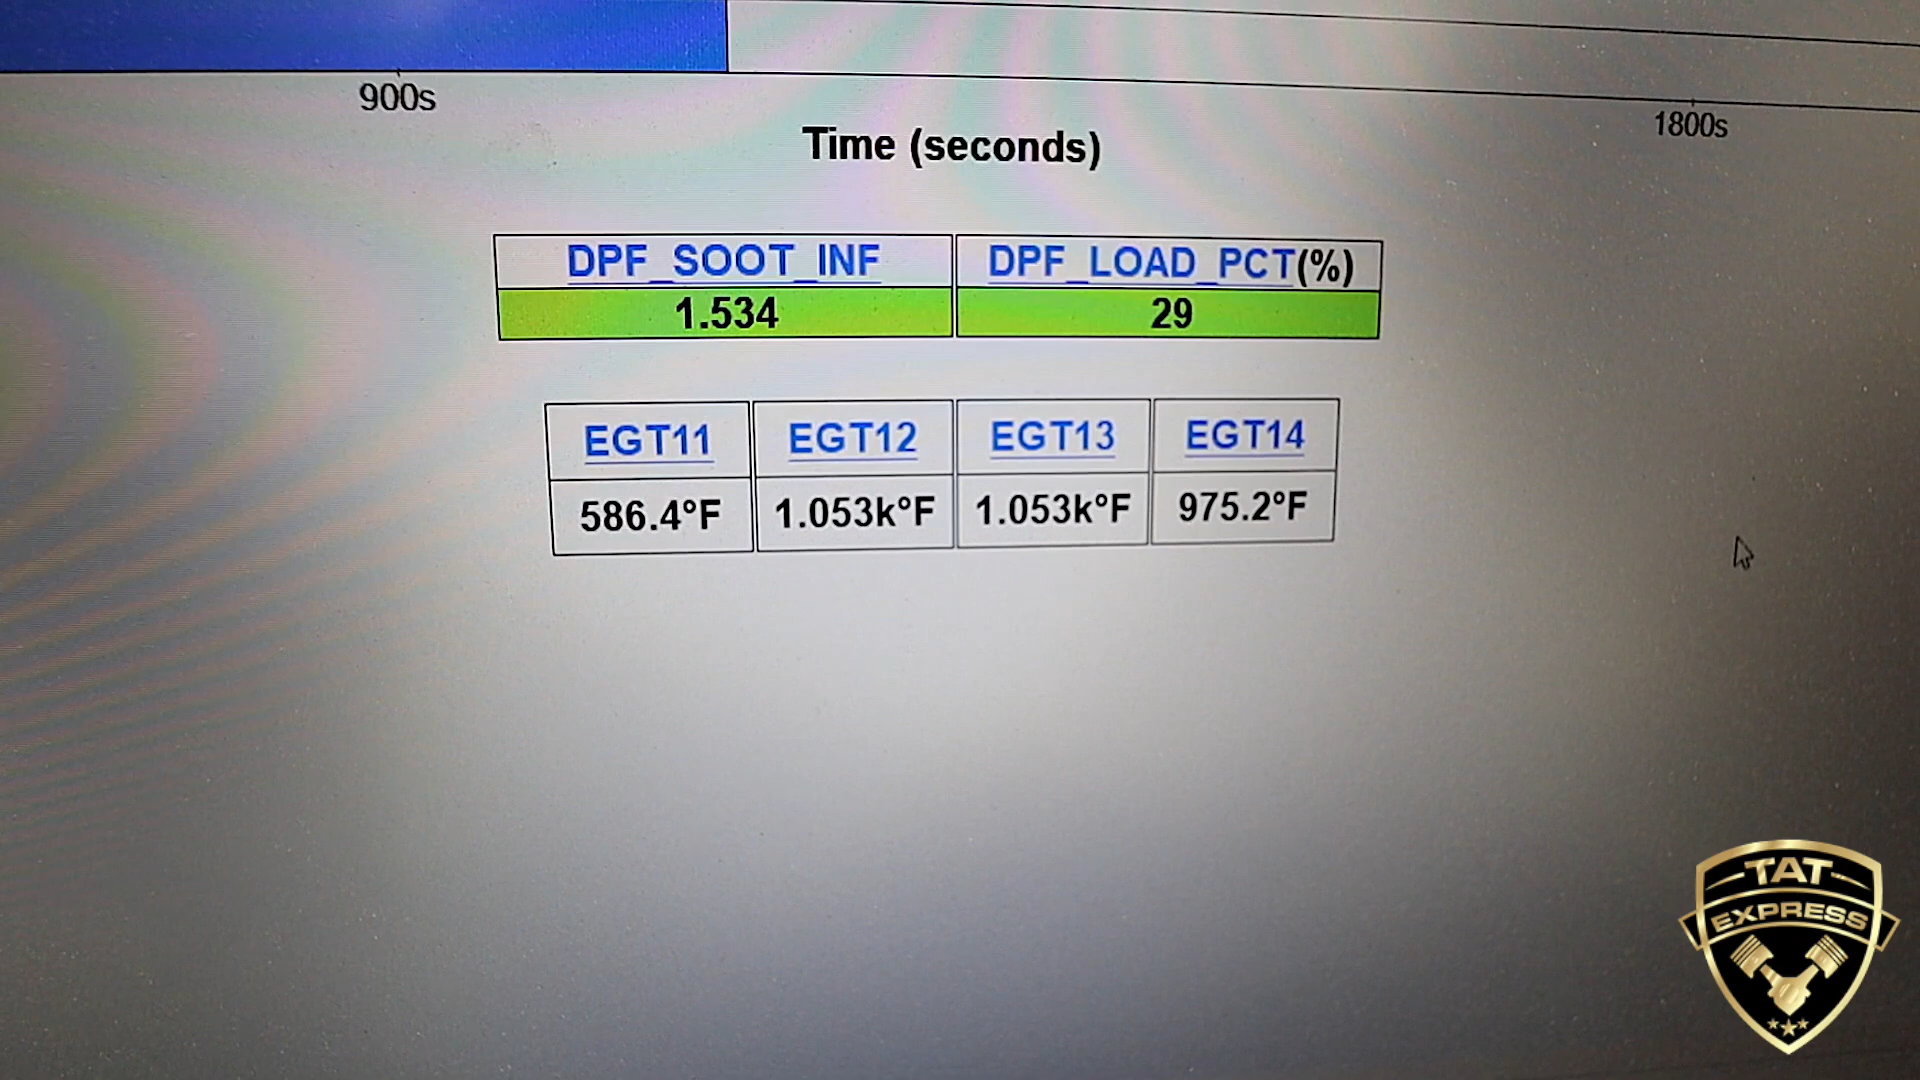 900s
1800s
Time (seconds)
DPF_SOOT_INF DPF_LOAD_PCT(%)
1.534 29
EGT11 EGT12 EGT13 EGT14
586.4°F 1.053k°F 1.053k°F 975.2°F
TAT
EXPRESS